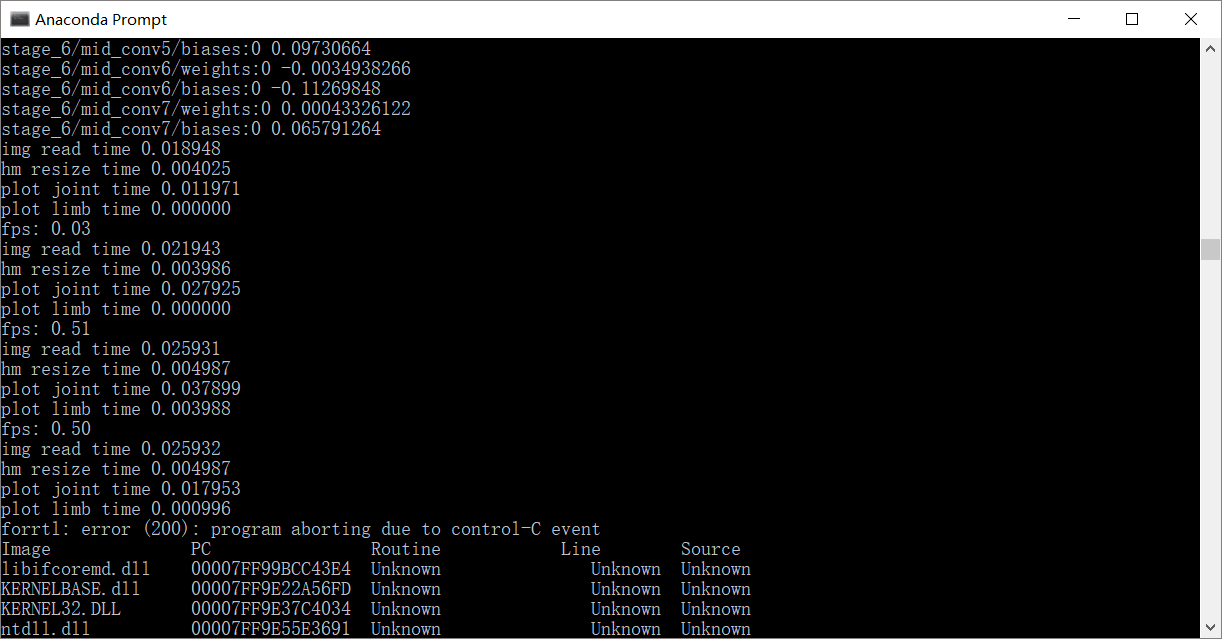 Anaconda Prompt
stage_6/mid_conv5/biases:0 0.09730664
stage_6/mid_conv6/weights:0 -0.0034938266
stage_6/mid_conv6/biases:0 -0.11269848
stage_6/mid_conv7/weights:0 0.00043326122
stage_6/mid_conv7/biases:0 0.065791264
img read time 0.018948
hm resize time 0.004025
plot joint time 0.011971
plot limb time 0.000000
fps: 0.03
img read time 0.021943
hm resize time 0.003986
plot joint time 0.027925
plot limb time 0.000000
fps: 0.51
img read time 0.025931
hm resize time 0.004987
plot joint time 0.037899
plot limb time 0.003988
fps: 0.50
img read time 0.025932
hm resize time 0.004987
plot joint time 0.017953
plot limb time 0.000996
forrtl: error (200): program aborting due to control-C event
Image PC Routine Line Source
libifcoremd.dll 00007FF99BCC43E4 Unknown Unknown Unknown
KERNELBASE.dll 00007FF9E22A56FD Unknown Unknown Unknown
KERNEL32.DLL 00007FF9E37C4034 Unknown Unknown Unknown
ntdll.dll 00007FF9E55E3691 Unknown Unknown Unknown